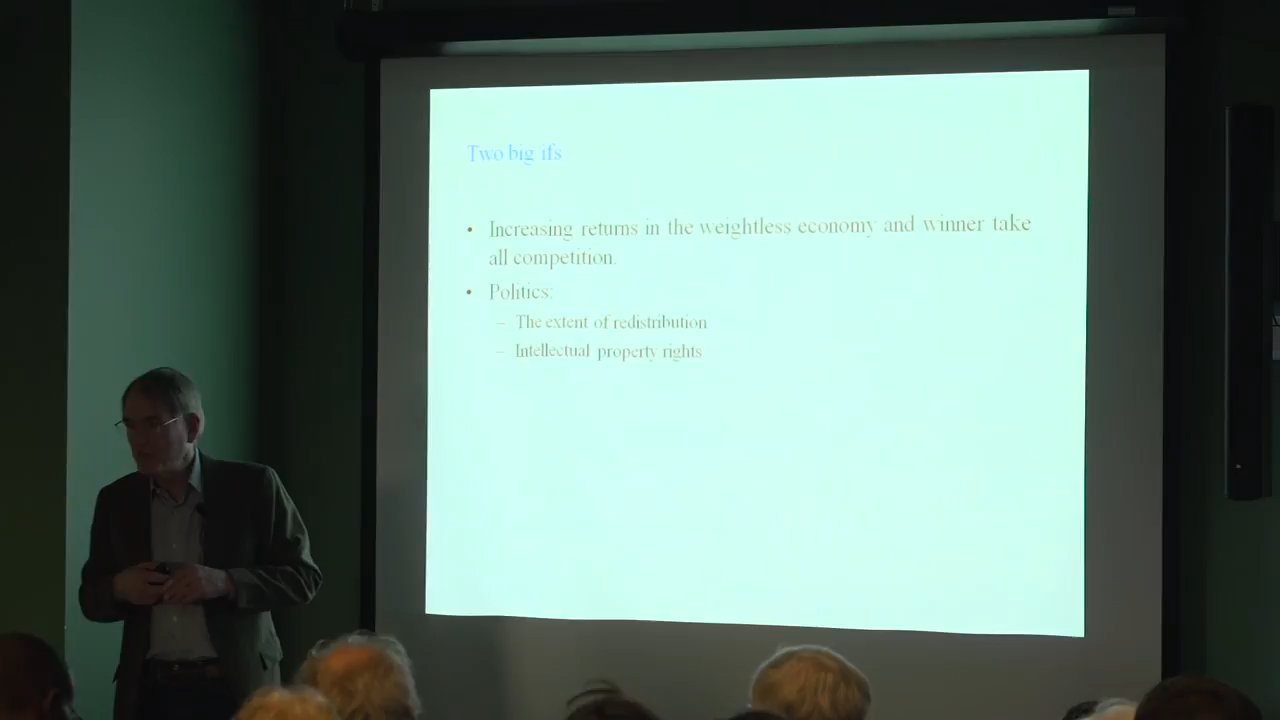 Two big ifs
• Increasing returns in the weightless economy and winner take
all competition.
• Politics:
– The extent of redistribution
– Intellectual property rights